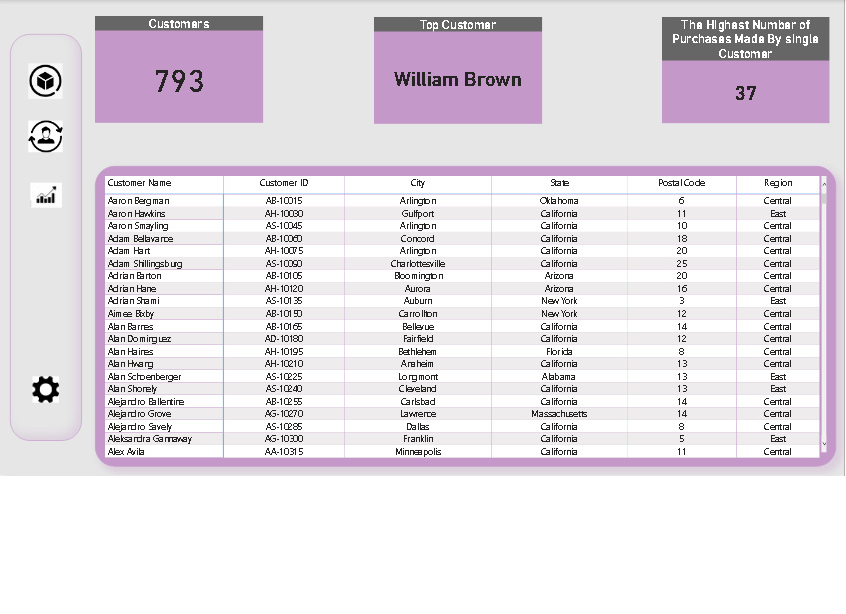 Customers
793
Top Customer
William Brown
The Highest Number of
Purchases Made By single
Customer
37
Customer Name Customer ID City State Postal Code Region
Aaron Bergman AB-10015 Arlington Oklahoma 6 Central
Aaron Hawkins AH-10030 Gulfport California 11 East
Aaron Smayling AS-10045 Arlington California 10 Central
Adam Bellavance AB-10060 Concord California 18 Central
Adam Hart AH-10075 Arlington California 20 Central
Adam Shillingsburg AS-10090 Charlottesville California 25 Central
Adrian Barton AB-10105 Bloomington Arizona 20 Central
Adrian Hane AH-10120 Aurora Arizona 16 Central
Adrian Shami AS-10135 Auburn New York 3 East
Aimee Bixby AB-10150 Carrollton New York 12 Central
Alan Barnes AB-10165 Bellevue California 14 Central
Alan Dominguez AD-10180 Fairfield California 12 Central
Alan Haines AH-10195 Bethlehem Florida 8 Central
Alan Hwang AH-10210 Anaheim California 13 Central
Alan Schoenberger AS-10225 Longmont Alabama 13 East
Alan Shonely AS-10240 Cleveland California 13 East
Alejandro Ballentine AB-10255 Carlsbad California 14 Central
Alejandro Grove AG-10270 Lawrence Massachusetts 14 Central
Alejandro Savely AS-10285 Dallas California 8 Central
Aleksandra Gannaway AG-10300 Franklin California 5 East
Alex Avila AA-10315 Minneapolis California 11 Central